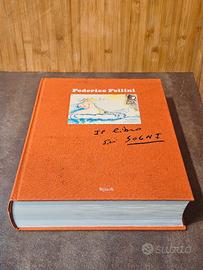 Federico Fellini
Il libro
dei SOGNI
Rizzoli
subito